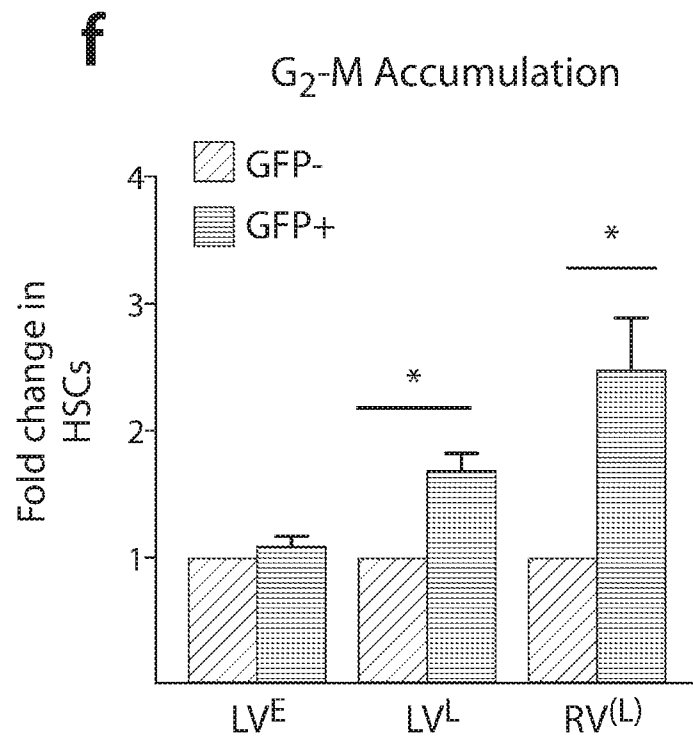 f
G₂-M Accumulation
GFP-
GFP+
4
3
2
1
Fold change in
HSCs
*
*
LVᴱ
LVᴸ
RV⁽ᴸ⁾